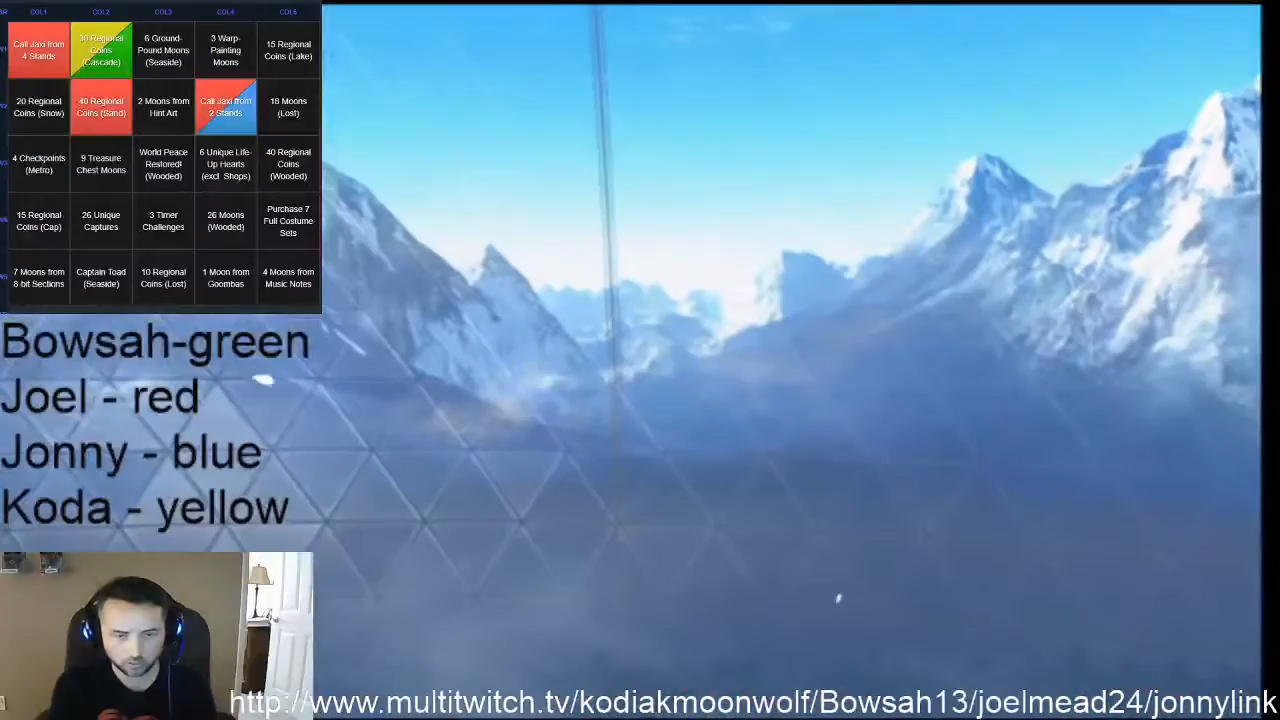 COL1 COL2 COL3 COL4 COL5
Call Jaxi from 4 Stands
30 Regional Coins (Cascade)
6 Ground-Pound Moons (Seaside)
3 Warp-Painting Moons
15 Regional Coins (Lake)
20 Regional Coins (Snow)
40 Regional Coins (Sand)
2 Moons from Hint Art
Call Jaxi from 2 Stands
18 Moons (Lost)
4 Checkpoints (Metro)
9 Treasure Chest Moons
World Peace Restored! (Wooded)
6 Unique Life-Up Hearts (excl. Shops)
40 Regional Coins (Wooded)
15 Regional Coins (Cap)
26 Unique Captures
3 Timer Challenges
26 Moons (Wooded)
Purchase 7 Full Costume Sets
7 Moons from 8-bit Sections
Captain Toad (Seaside)
10 Regional Coins (Lost)
1 Moon from Goombas
4 Moons from Music Notes
Bowsah-green
Joel - red
Jonny - blue
Koda - yellow
http://www.multitwitch.tv/kodiakmoonwolf/Bowsah13/joelmead24/jonnylink